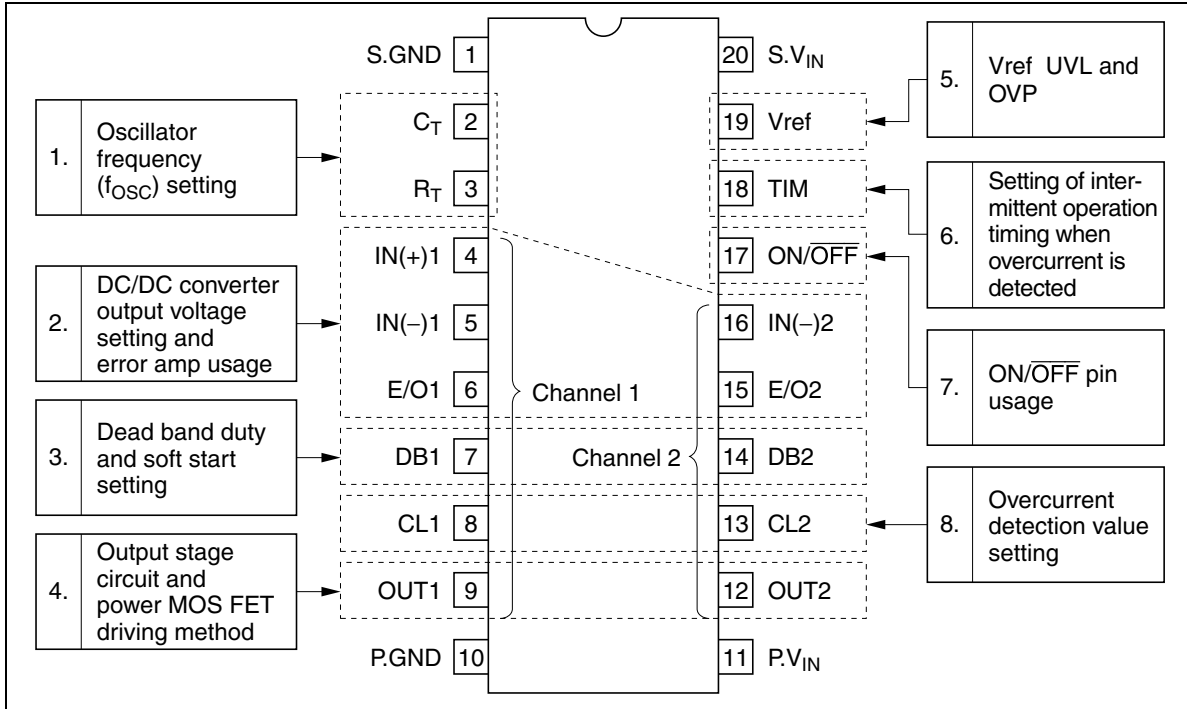 S.GND 1
20 S.VIN
1. Oscillator
frequency
(fOSC) setting
CT 2
RT 3
19 Vref
5. Vref UVL and
OVP
18 TIM
6. Setting of inter-
mittent operation
timing when
overcurrent is
detected
17 ON/OFF
7. ON/OFF pin
usage
2. DC/DC converter
output voltage
setting and
error amp usage
IN(+)1 4
IN(−)1 5
E/O1 6
Channel 1
16 IN(−)2
15 E/O2
3. Dead band duty
and soft start
setting
DB1 7
Channel 2
14 DB2
CL1 8
13 CL2
8. Overcurrent
detection value
setting
4. Output stage
circuit and
power MOS FET
driving method
OUT1 9
12 OUT2
P.GND 10
11 P.VIN